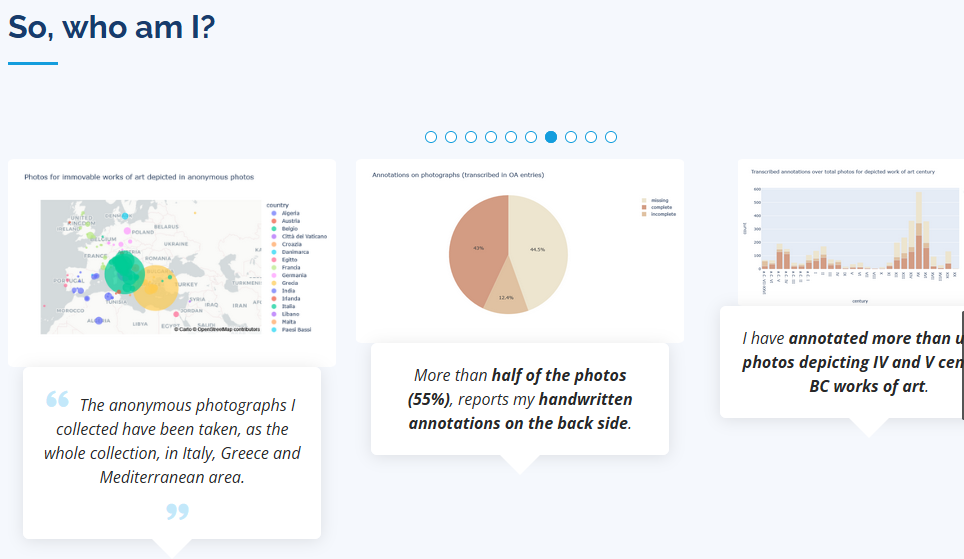 So, who am I?
Photos for immovable works of art depicted in anonymous photos
country
Algeria
Austria
Belgio
Città del Vaticano
Croazia
Danimarca
Egitto
Francia
Germania
Grecia
India
Irlanda
Italia
Libano
Malta
Paesi Bassi
UNITED
KINGDOM
IRELAND
DENM
POLAND
BELARUS
BELGIUM
UKRAINE
FRANCE
ROMANIA
PORTUGAL
TURKEY
TURKMENI
SYRIA
TUNISIA
IRAQ
IRAN
MOROCCO
JORDAN
ALGERIA
LIBYA
EGYPT
SAUDI
© Carto © OpenStreetMap contributors
The anonymous photographs I
collected have been taken, as the
whole collection, in Italy, Greece and
Mediterranean area.
Annotations on photographs (transcribed in OA entries)
missing
complete
incomplete
43%
44.5%
12.4%
More than half of the photos
(55%), reports my handwritten
annotations on the back side.
Transcribed annotations over total photos for depicted work of art century
600
500
400
300
200
100
0
count
century
I have annotated more than u
photos depicting IV and V cen
BC works of art.